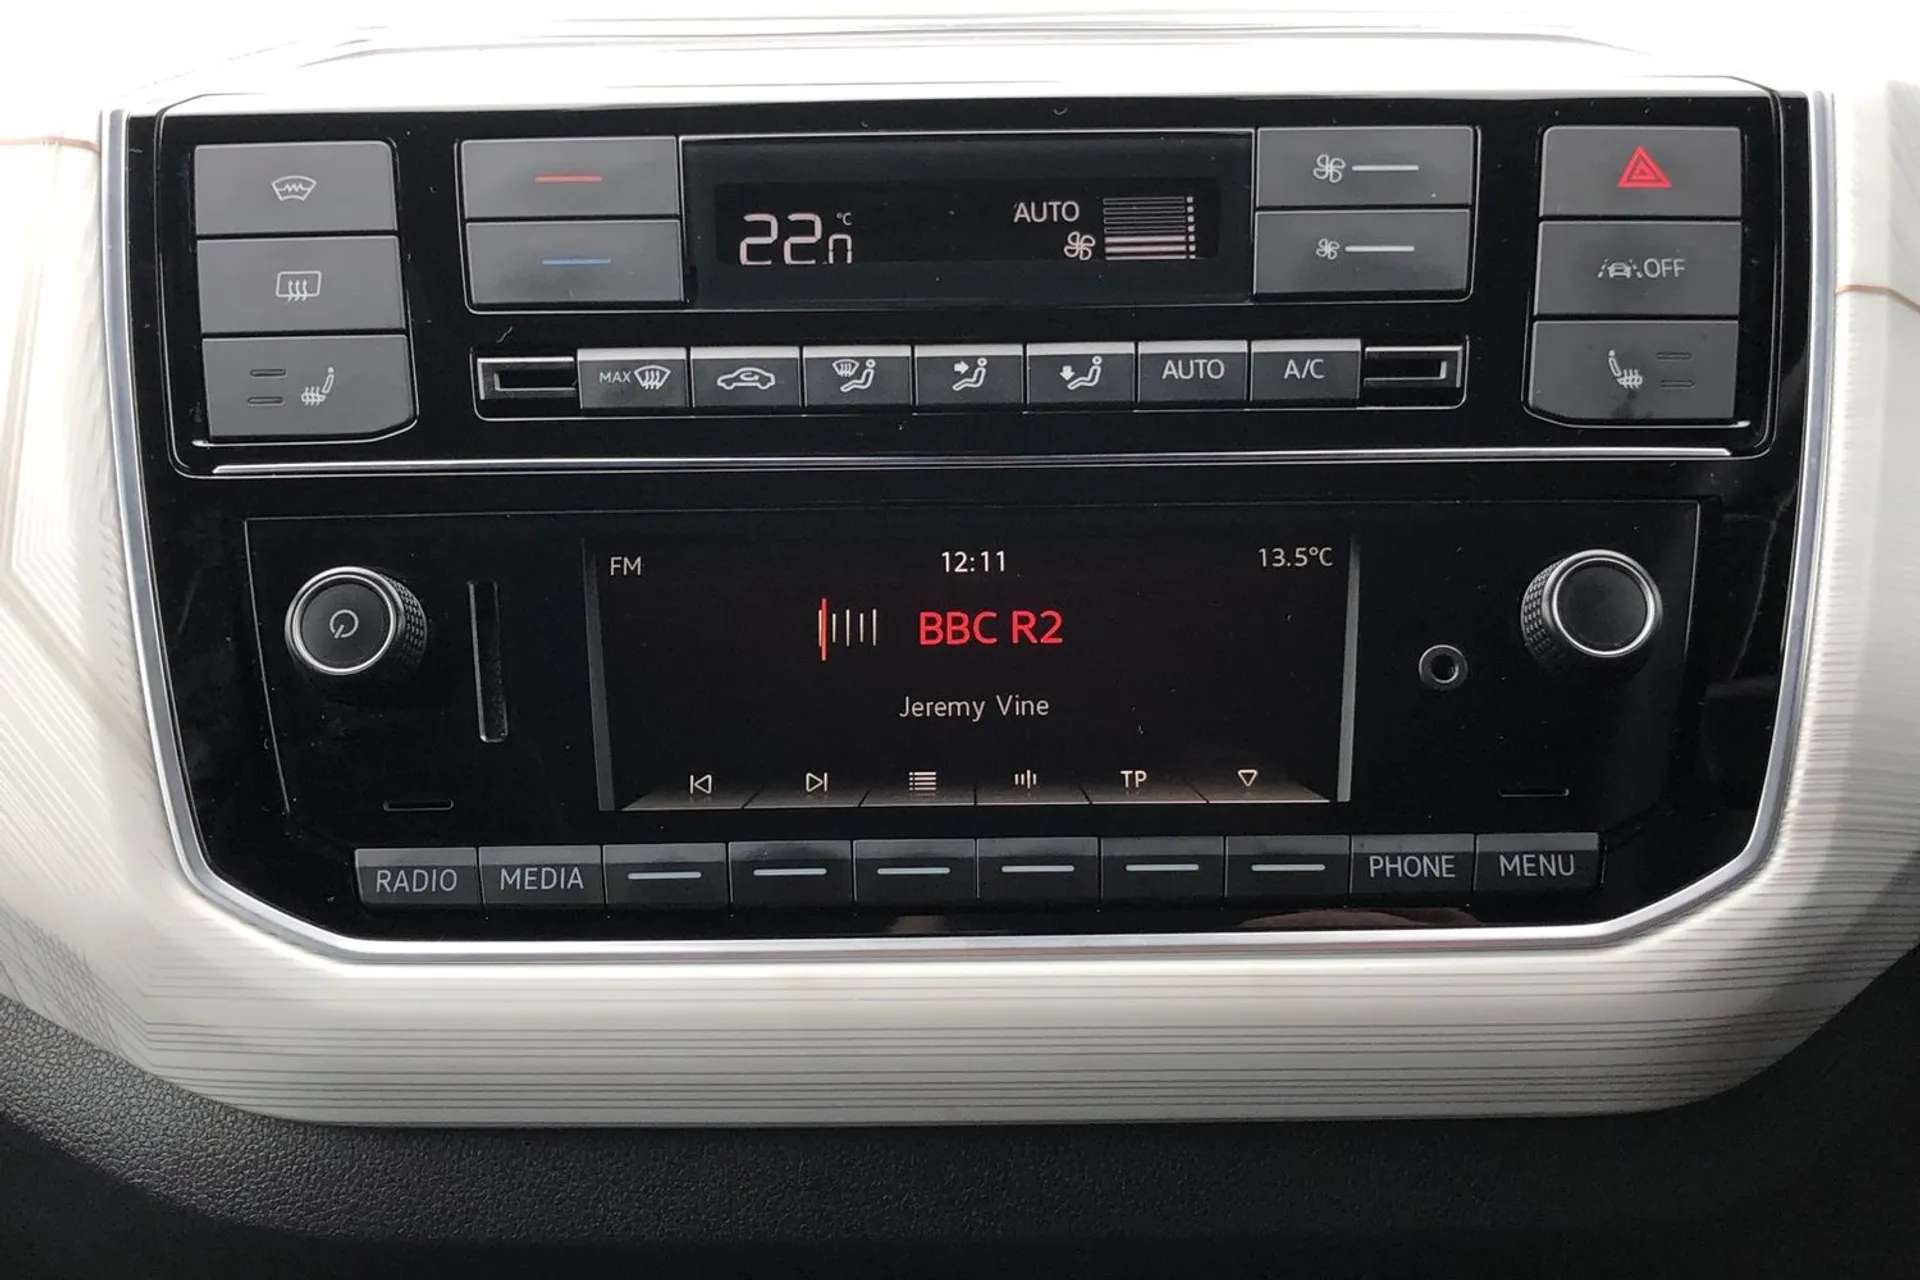 22.0 °C AUTO
OFF
MAX AUTO A/C
FM 12:11 13.5°C
BBC R2
Jeremy Vine
TP
RADIO MEDIA PHONE MENU